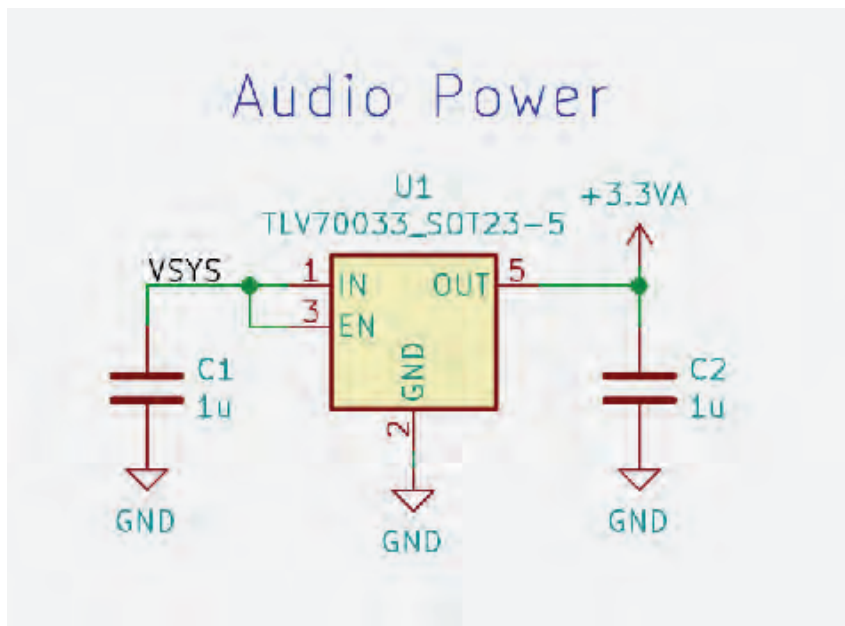 Audio Power
U1
TLV70033_SOT23-5
+3.3VA
VSYS
1
IN
OUT
5
3
EN
GND
2
C1
1u
C2
1u
GND
GND
GND